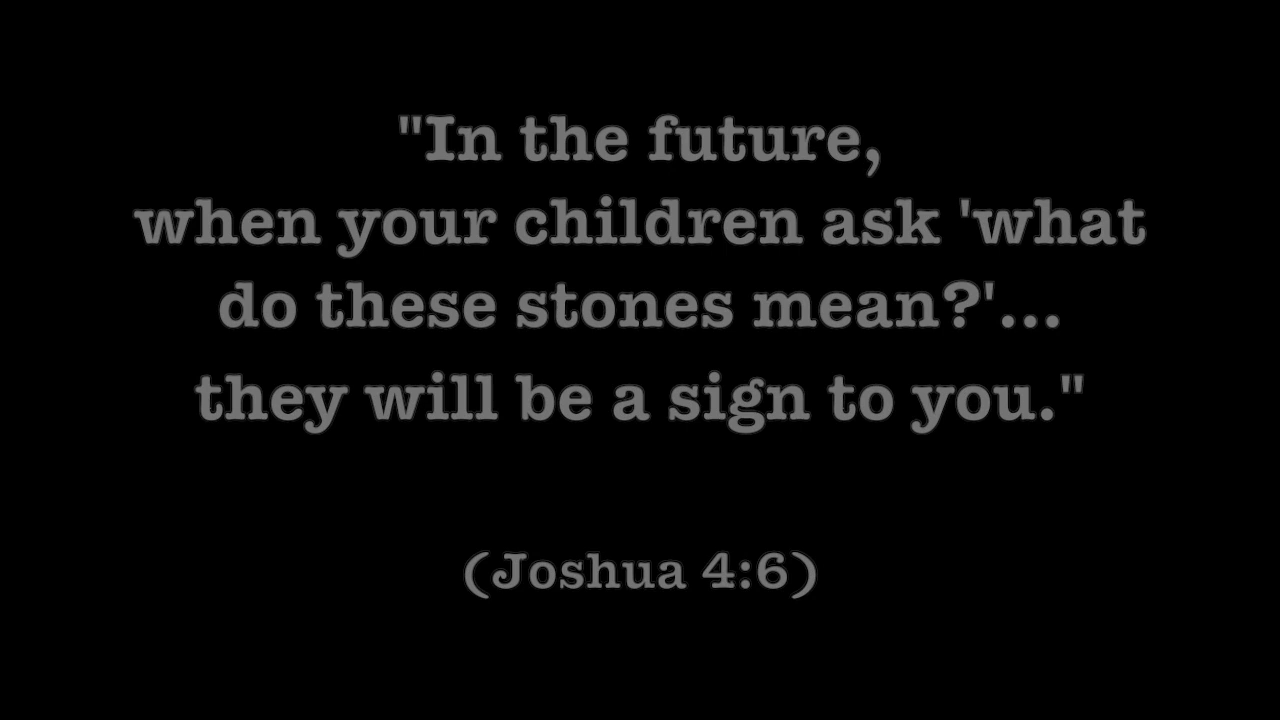 "In the future,
when your children ask 'what
do these stones mean?'...
they will be a sign to you."
(Joshua 4:6)